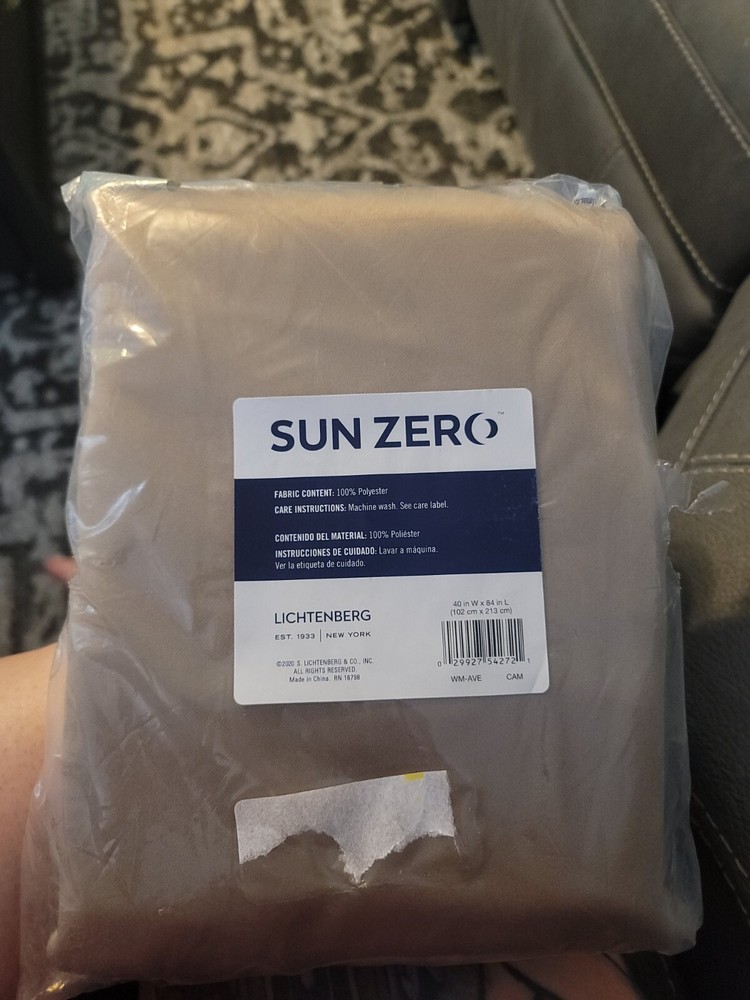 SUN ZERO™
FABRIC CONTENT: 100% Polyester
CARE INSTRUCTIONS: Machine wash. See care label.
CONTENIDO DEL MATERIAL: 100% Poliéster
INSTRUCCIONES DE CUIDADO: Lavar a máquina.
Ver la etiqueta de cuidado.
LICHTENBERG
EST. 1933 | NEW YORK
©2020 S. LICHTENBERG & CO., INC.
ALL RIGHTS RESERVED.
Made in China. RN 16798
40 in W x 84 in L
(102 cm x 213 cm)
0 29927 54272 1
WM-AVE CAM